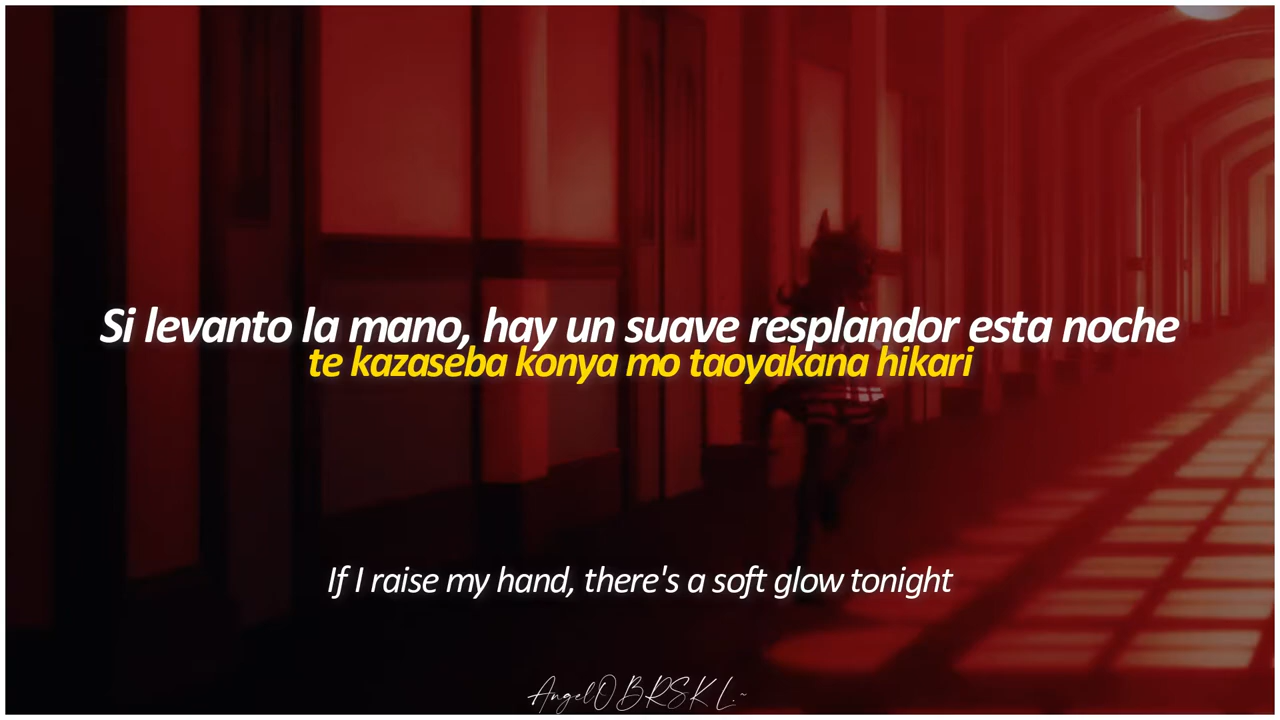 Si levanto la mano, hay un suave resplandor esta noche
te kazaseba konya mo taoyakana hikari
If I raise my hand, there's a soft glow tonight
AngelOBRSKL.~